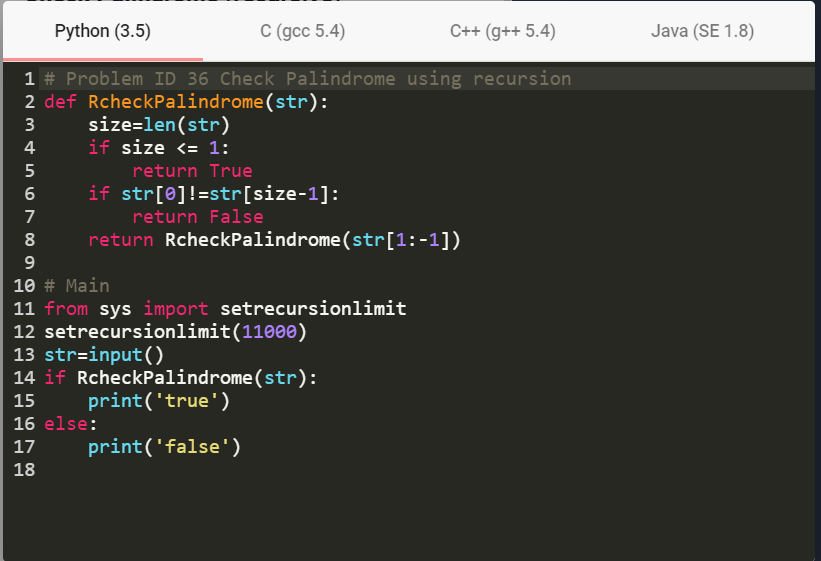 Python (3.5) C (gcc 5.4) C++ (g++ 5.4) Java (SE 1.8)
1 # Problem ID 36 Check Palindrome using recursion
2 def RcheckPalindrome(str):
3     size=len(str)
4     if size <= 1:
5         return True
6     if str[0]!=str[size-1]:
7         return False
8     return RcheckPalindrome(str[1:-1])
9
10 # Main
11 from sys import setrecursionlimit
12 setrecursionlimit(11000)
13 str=input()
14 if RcheckPalindrome(str):
15     print('true')
16 else:
17     print('false')
18